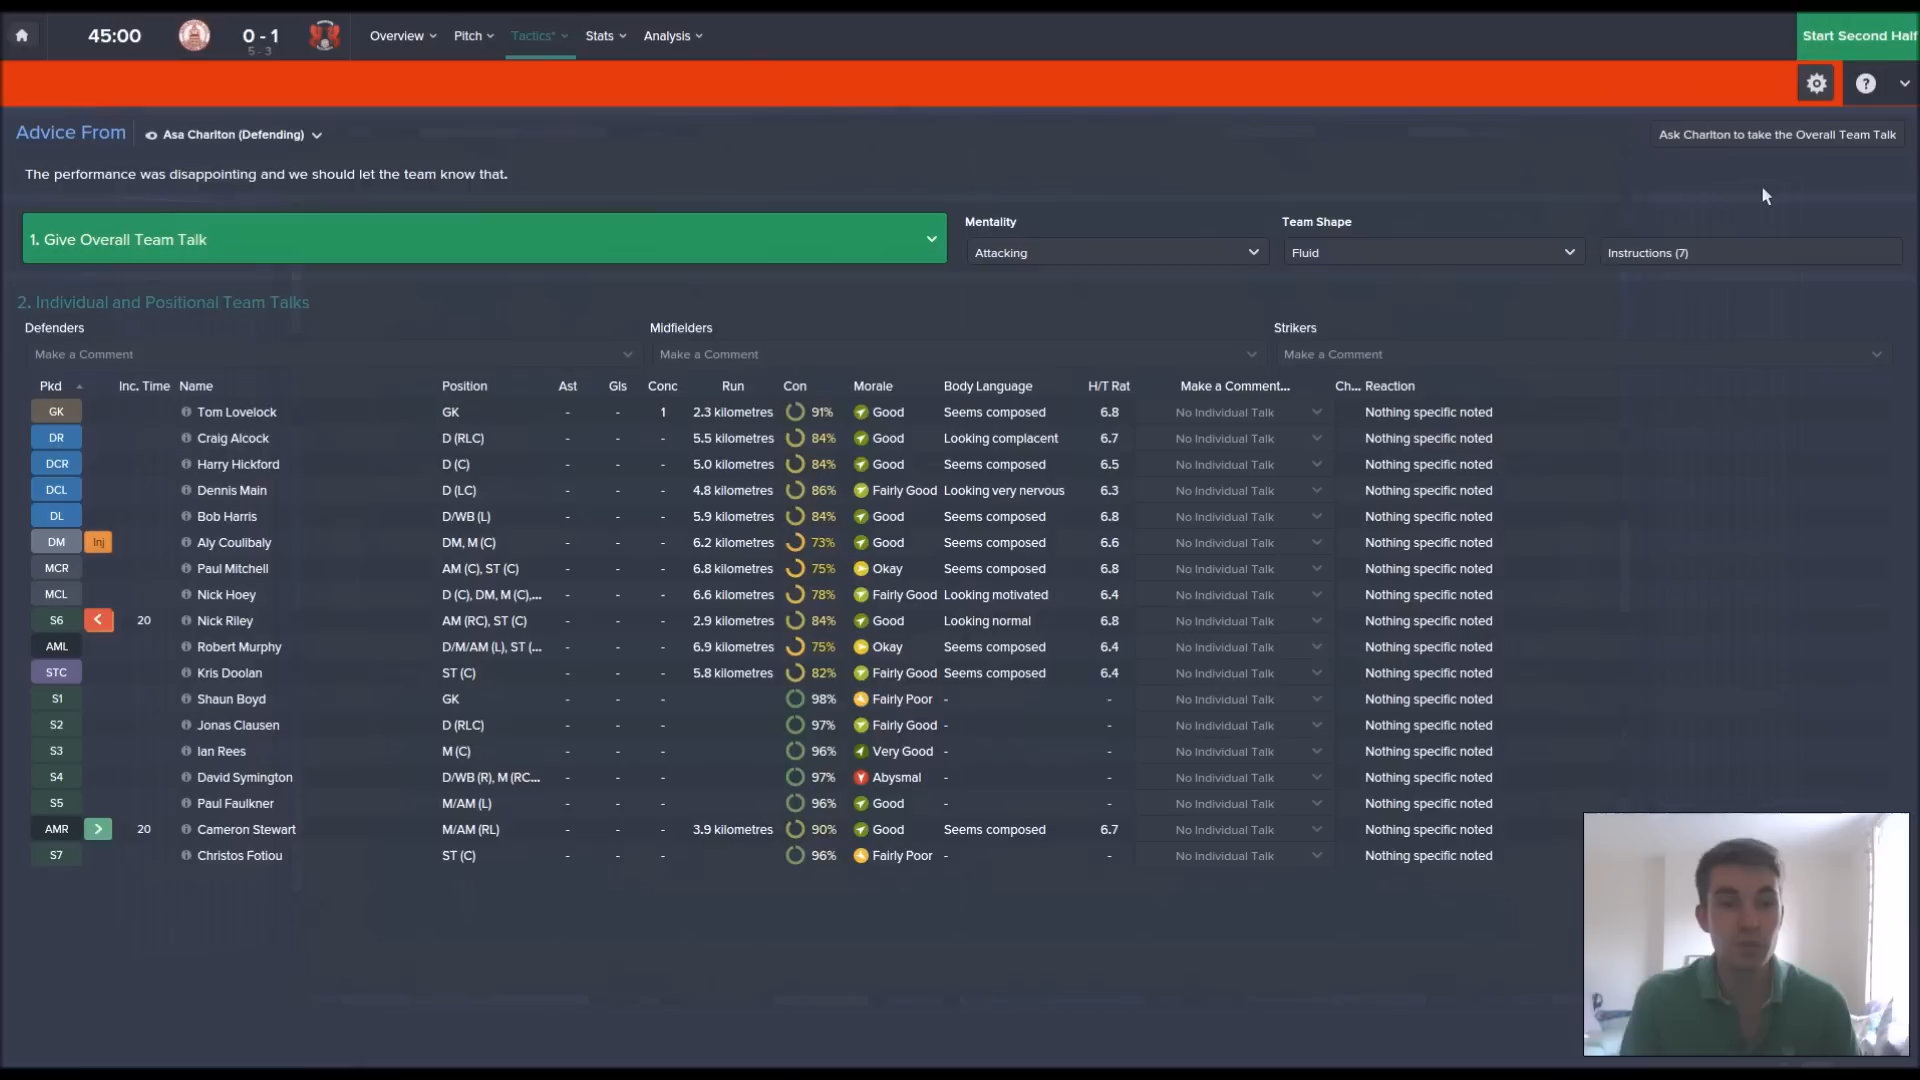 45:00 0 - 1 Overview Pitch Tactics* Stats Analysis Start Second Half
5 - 3
?
Advice From Asa Charlton (Defending) Ask Charlton to take the Overall Team Talk
The performance was disappointing and we should let the team know that.
Mentality Team Shape
1. Give Overall Team Talk Attacking Fluid Instructions (7)
2. Individual and Positional Team Talks
Defenders Midfielders Strikers
Make a Comment Make a Comment Make a Comment
Pkd Inc. Time Name Position Ast Gls Conc Run Con Morale Body Language H/T Rat Make a Comment... Ch... Reaction
GK Tom Lovelock GK - - 1 2.3 kilometres 91% Good Seems composed 6.8 No Individual Talk Nothing specific noted
DR Craig Alcock D (RLC) - - - 5.5 kilometres 84% Good Looking complacent 6.7 No Individual Talk Nothing specific noted
DCR Harry Hickford D (C) - - - 5.0 kilometres 84% Good Seems composed 6.5 No Individual Talk Nothing specific noted
DCL Dennis Main D (LC) - - - 4.8 kilometres 86% Fairly Good Looking very nervous 6.3 No Individual Talk Nothing specific noted
DL Bob Harris D/WB (L) - - - 5.9 kilometres 84% Good Seems composed 6.8 No Individual Talk Nothing specific noted
DM Inj Aly Coulibaly DM, M (C) - - - 6.2 kilometres 73% Good Seems composed 6.6 No Individual Talk Nothing specific noted
MCR Paul Mitchell AM (C), ST (C) - - - 6.8 kilometres 75% Okay Seems composed 6.8 No Individual Talk Nothing specific noted
MCL Nick Hoey D (C), DM, M (C),... - - - 6.6 kilometres 78% Fairly Good Looking motivated 6.4 No Individual Talk Nothing specific noted
S6 20 Nick Riley AM (RC), ST (C) - - - 2.9 kilometres 84% Good Looking normal 6.8 No Individual Talk Nothing specific noted
AML Robert Murphy D/M/AM (L), ST (... - - - 6.9 kilometres 75% Okay Seems composed 6.4 No Individual Talk Nothing specific noted
STC Kris Doolan ST (C) - - - 5.8 kilometres 82% Fairly Good Seems composed 6.4 No Individual Talk Nothing specific noted
S1 Shaun Boyd GK - - - 98% Fairly Poor - - No Individual Talk Nothing specific noted
S2 Jonas Clausen D (RLC) - - - 97% Fairly Good - - No Individual Talk Nothing specific noted
S3 Ian Rees M (C) - - - 96% Very Good - - No Individual Talk Nothing specific noted
S4 David Symington D/WB (R), M (RC... - - - 97% Abysmal - - No Individual Talk Nothing specific noted
S5 Paul Faulkner M/AM (L) - - - 96% Good - - No Individual Talk Nothing specific noted
AMR 20 Cameron Stewart M/AM (RL) - - - 3.9 kilometres 90% Good Seems composed 6.7 No Individual Talk Nothing specific noted
S7 Christos Fotiou ST (C) - - - 96% Fairly Poor - - No Individual Talk Nothing specific noted